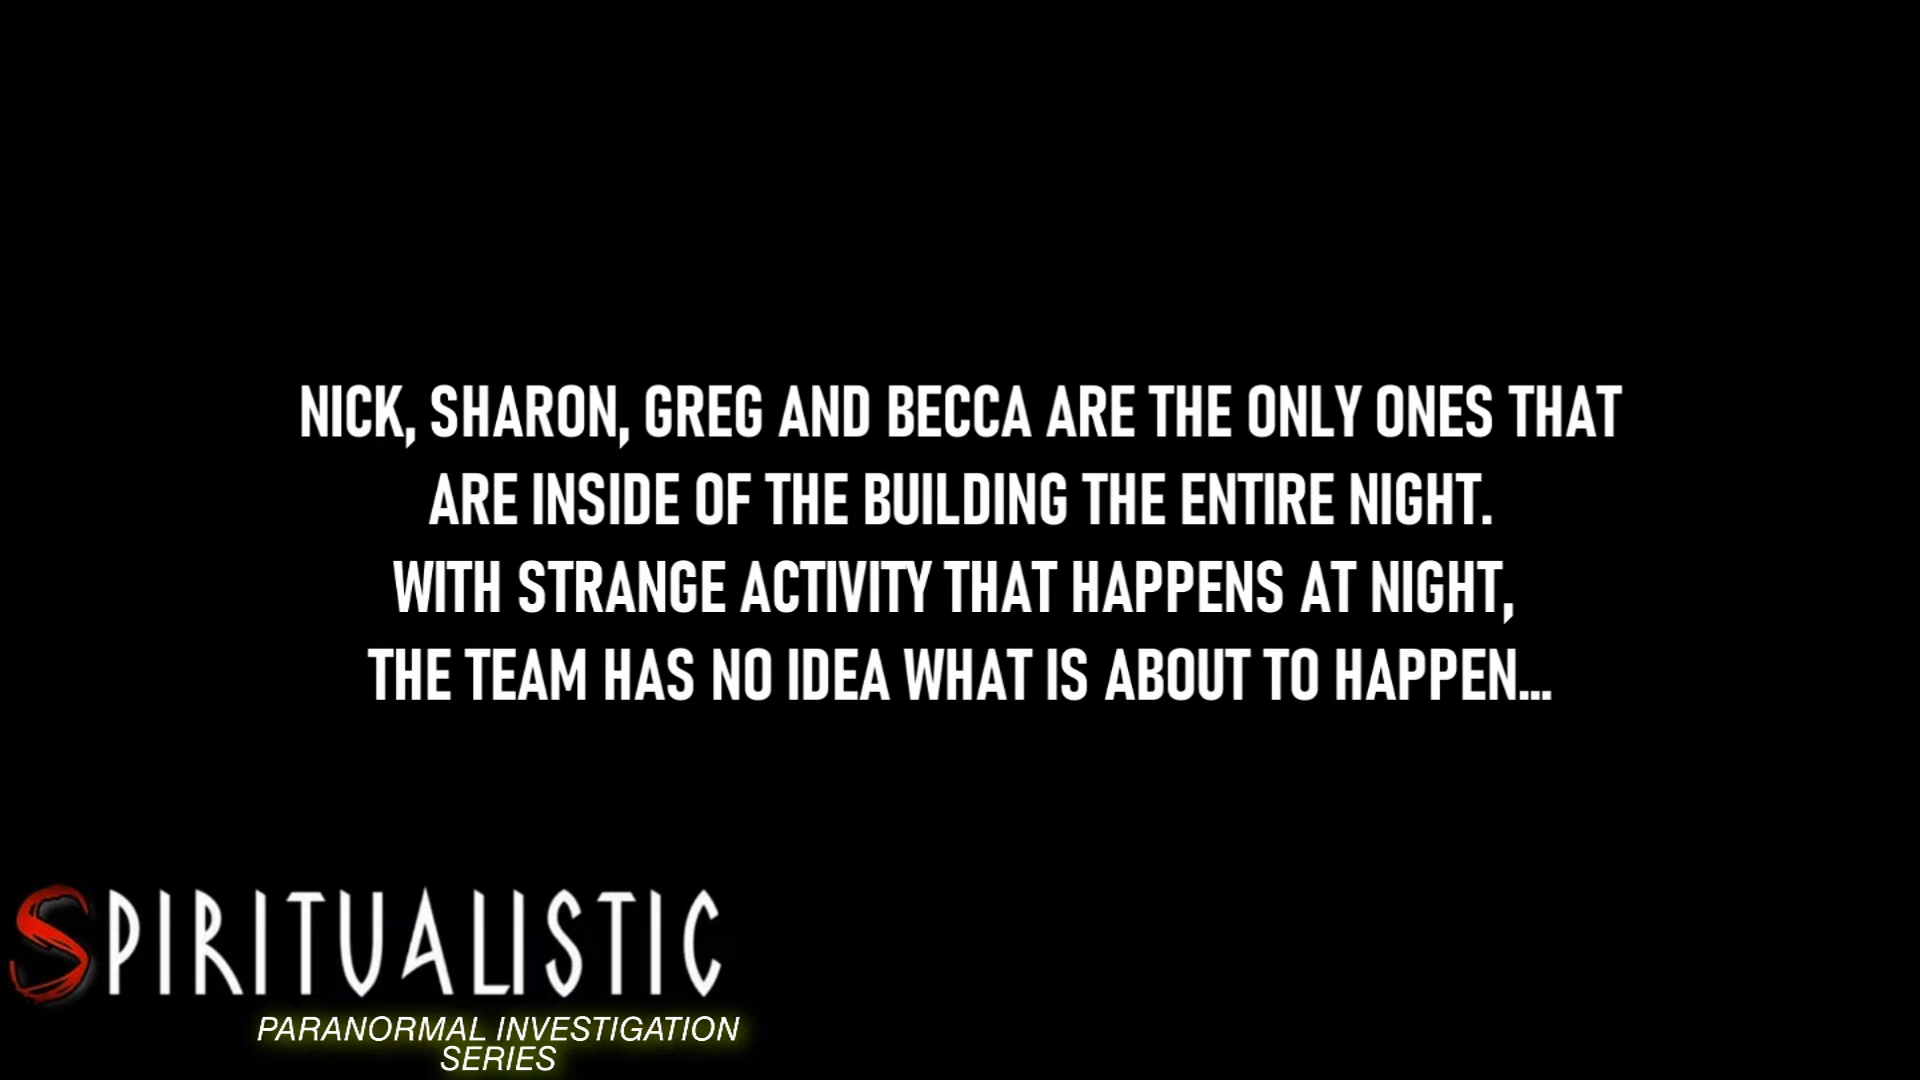 NICK, SHARON, GREG AND BECCA ARE THE ONLY ONES THAT
ARE INSIDE OF THE BUILDING THE ENTIRE NIGHT.
WITH STRANGE ACTIVITY THAT HAPPENS AT NIGHT,
THE TEAM HAS NO IDEA WHAT IS ABOUT TO HAPPEN...
SPIRITUALISTIC
PARANORMAL INVESTIGATION
SERIES